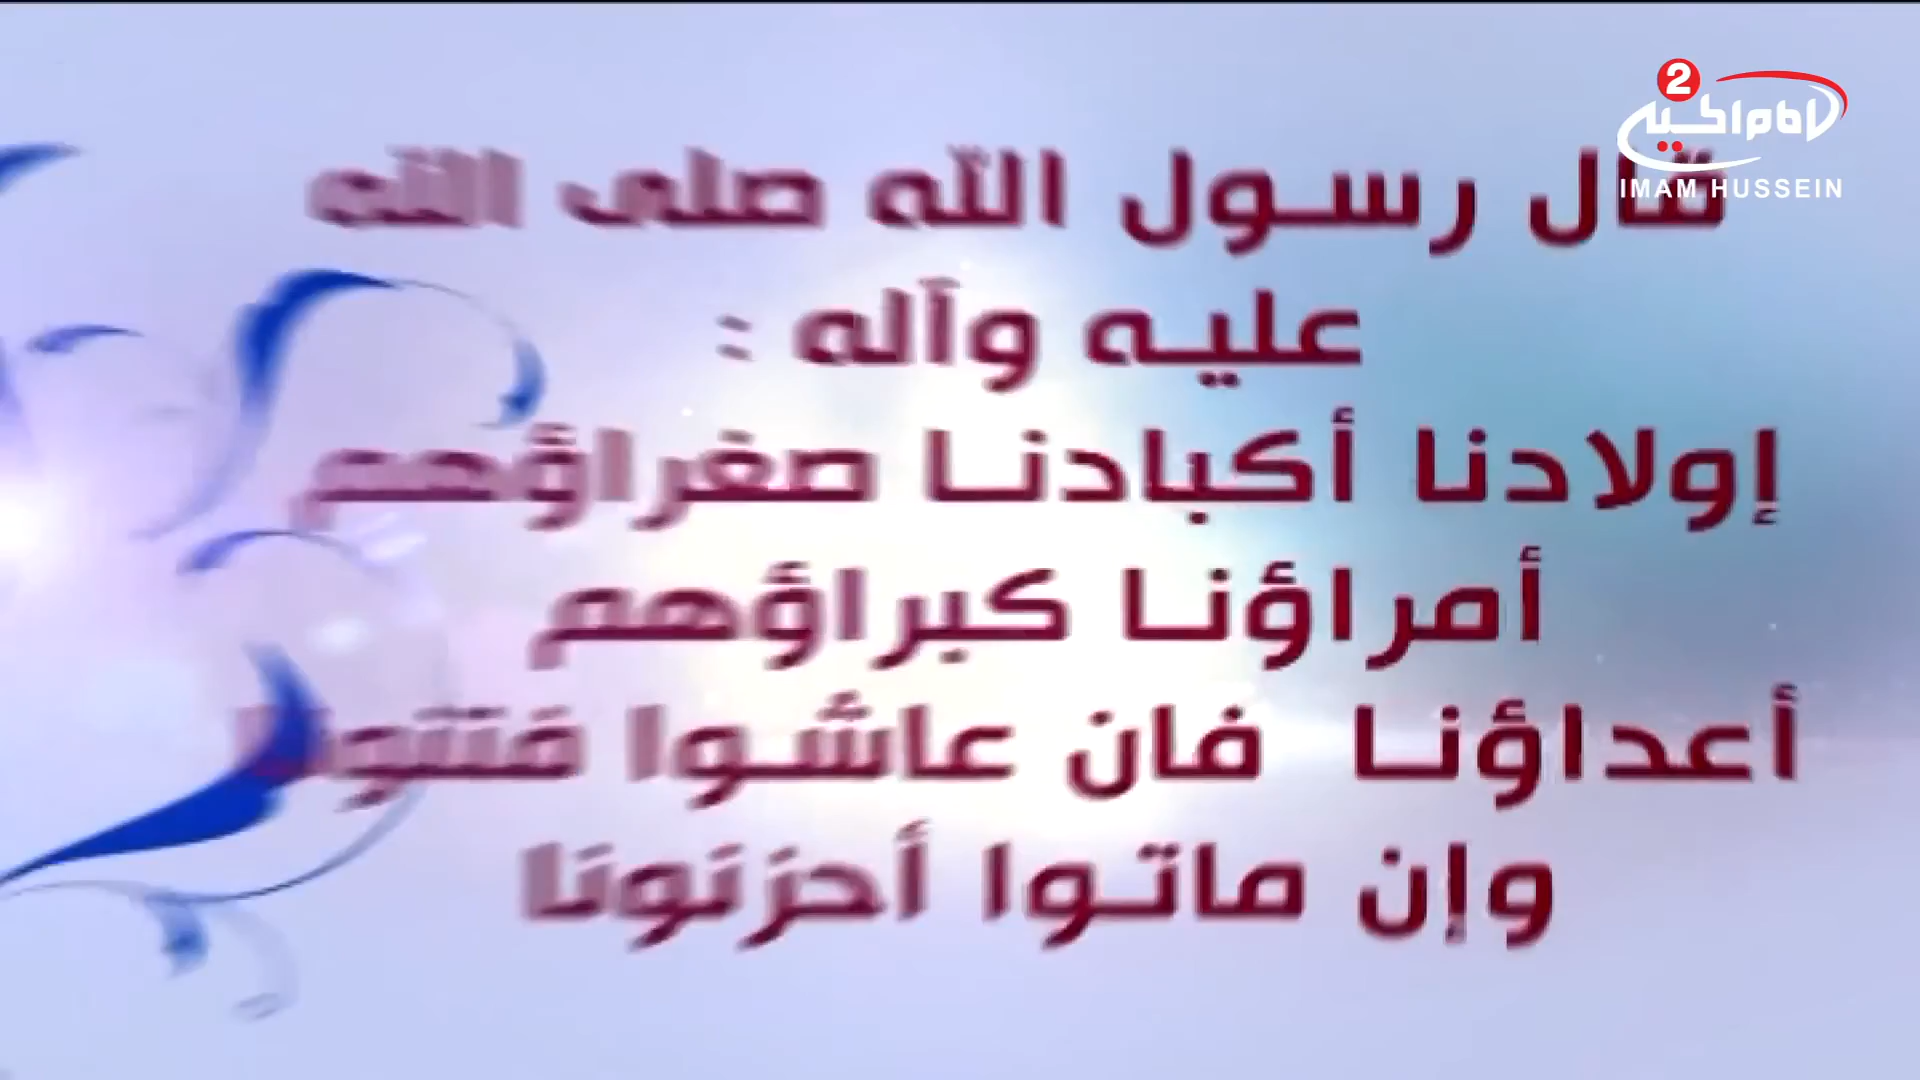 2
الامام الحسين
IMAM HUSSEIN
قال رسول الله صلى الله
عليه وآله :
إولادنا أكبادنا صغراؤهم
أمراؤنا كبراؤهم
أعداؤنا فان عاشوا فتنونا
وإن ماتوا أحزنونا